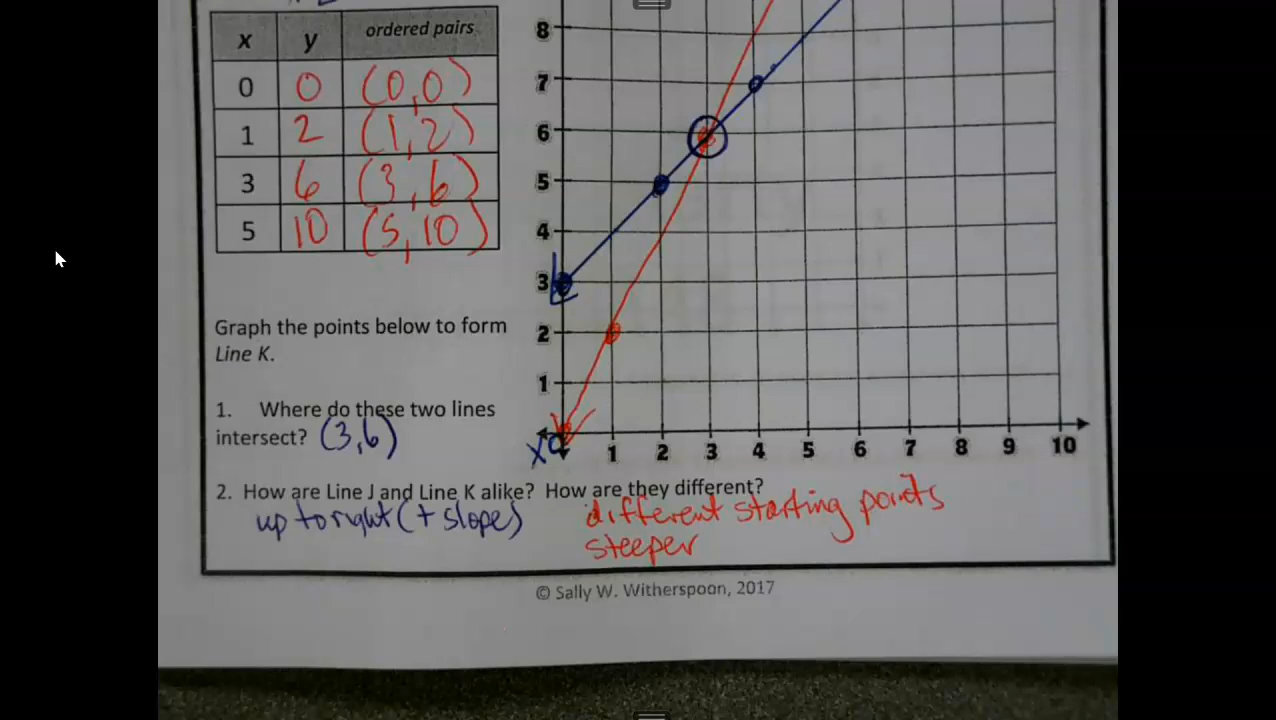 x y ordered pairs
0 0 (0,0)
1 2 (1,2)
3 6 (3,6)
5 10 (5,10)
8
7
6
5
4
3
2
1
Graph the points below to form
Line K.
1. Where do these two lines
intersect? (3,6)
1 2 3 4 5 6 7 8 9 10
2. How are Line J and Line K alike? How are they different?
up to right (+ slope) different starting points
steeper
© Sally W. Witherspoon, 2017